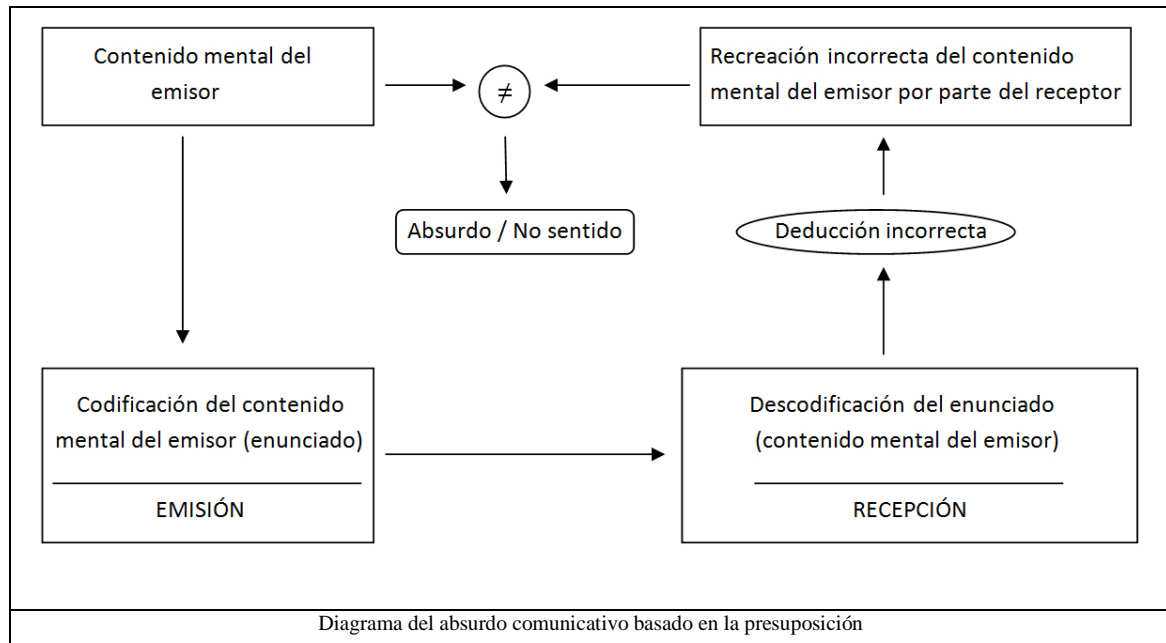 Contenido mental del
emisor
≠
Recreación incorrecta del contenido
mental del emisor por parte del receptor
Absurdo / No sentido
Deducción incorrecta
Codificación del contenido
mental del emisor (enunciado)
EMISIÓN
Descodificación del enunciado
(contenido mental del emisor)
RECEPCIÓN
Diagrama del absurdo comunicativo basado en la presuposición